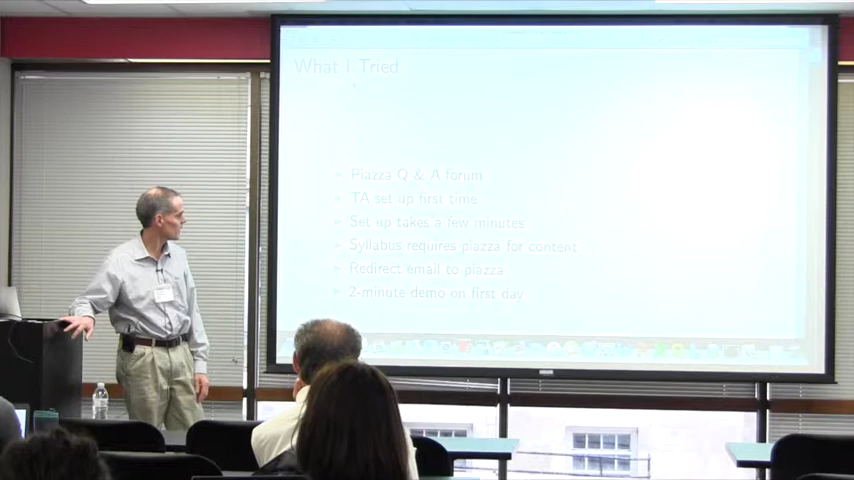 What I Tried
Piazza Q & A forum
TA set up first time
Set up takes a few minutes
Syllabus requires piazza for content
Redirect email to piazza
2-minute demo on first day